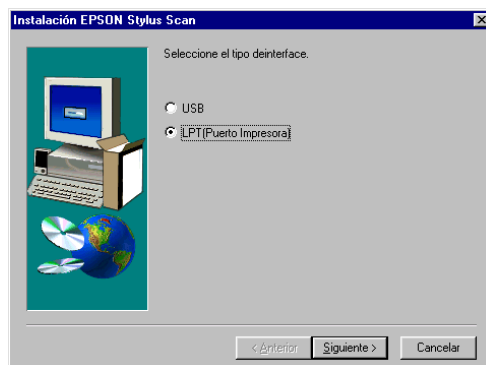 Instalación EPSON Stylus Scan
Seleccione el tipo deinterface.
USB
LPT(Puerto Impresora)
< Anterior
Siguiente >
Cancelar